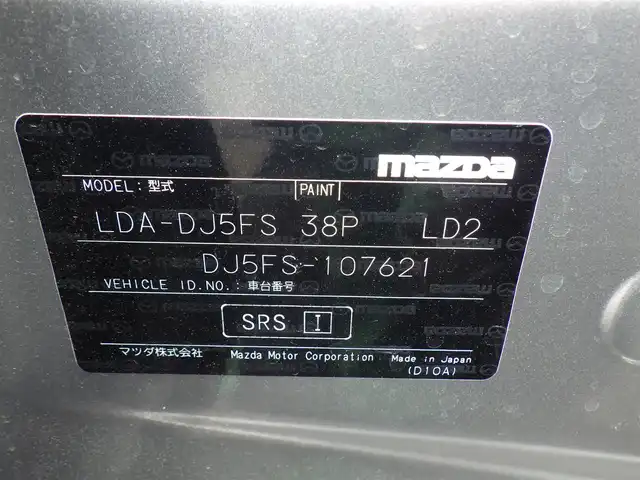 mazda
MODEL:型式 PAINT
LDA-DJ5FS 38P LD2
DJ5FS-107621
VEHICLE ID.NO.:車台番号
SRS I
マツダ株式会社 Mazda Motor Corporation Made in Japan
(D10A)